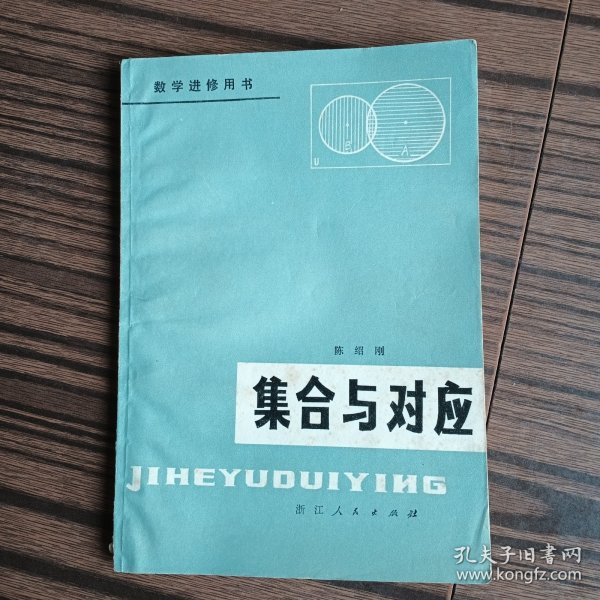 数学进修用书
B
A
U
陈绍刚
集合与对应
JIHEYUDUIYING
浙江人民出版社
孔夫子旧书网
www.kongfz.com